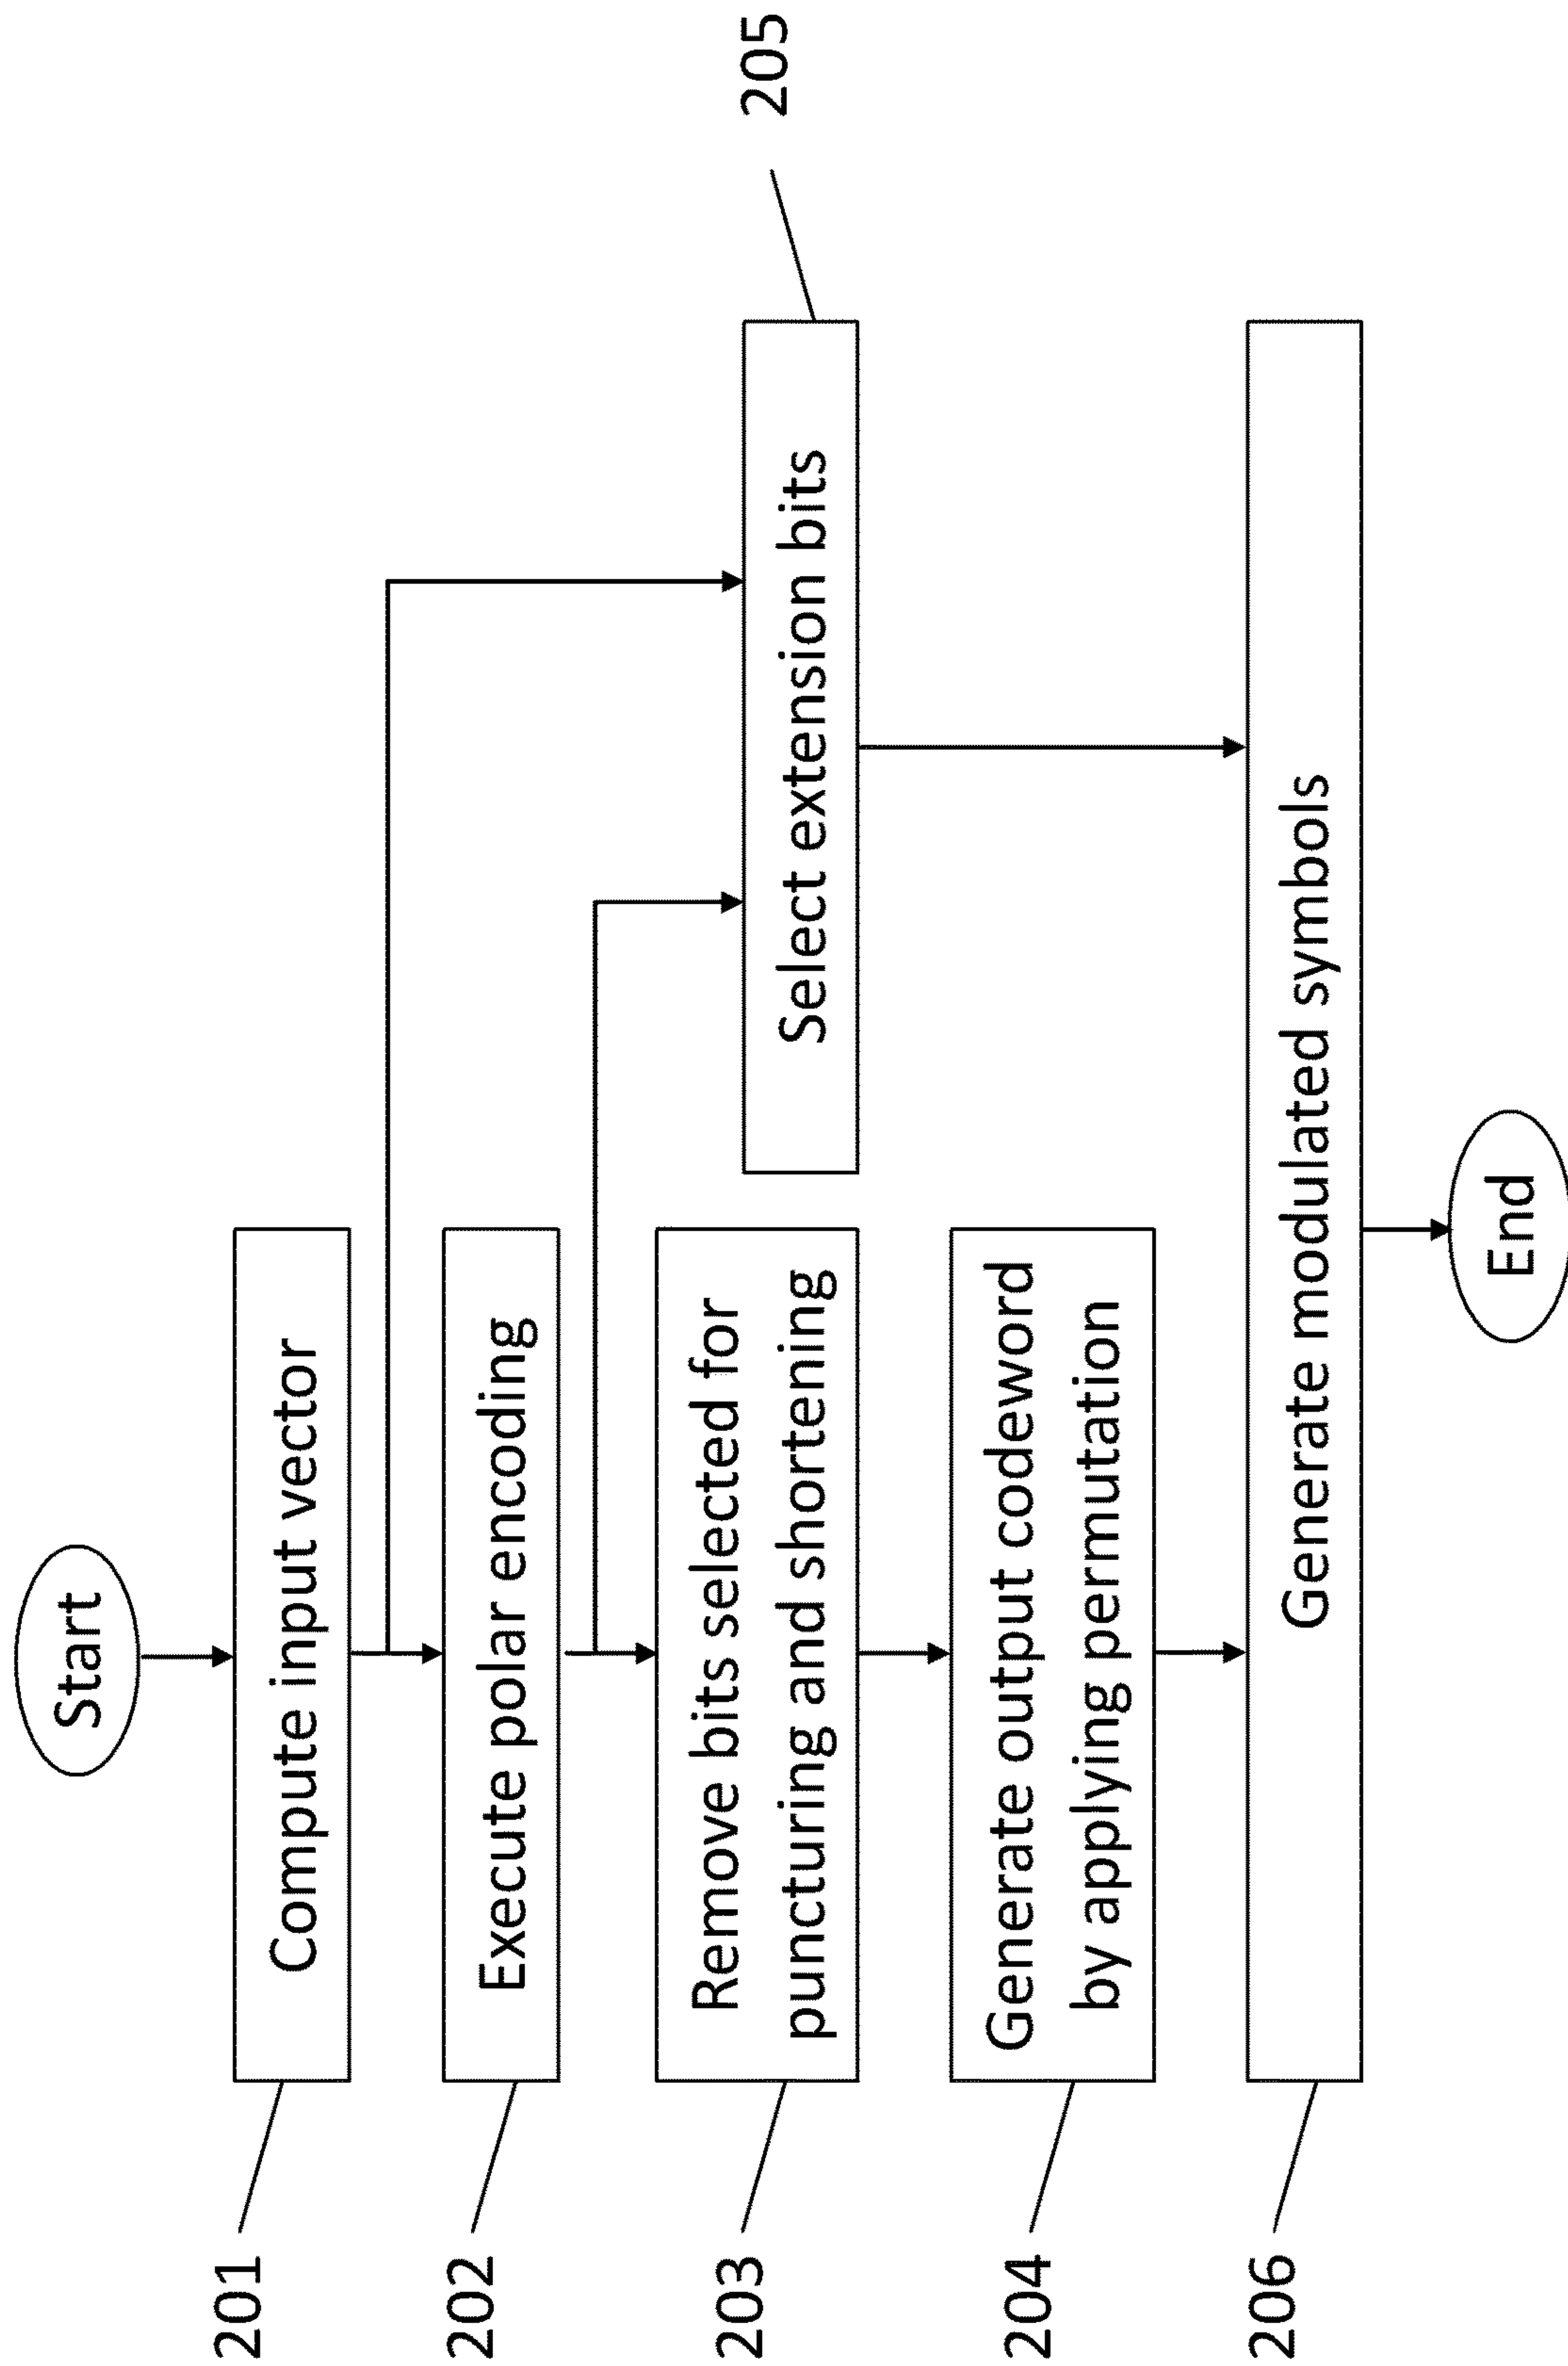 Start
201
Compute input vector
202
Execute polar encoding
203
Remove bits selected for
puncturing and shortening
205
Select extension bits
204
Generate output codeword
by applying permutation
206
Generate modulated symbols
End